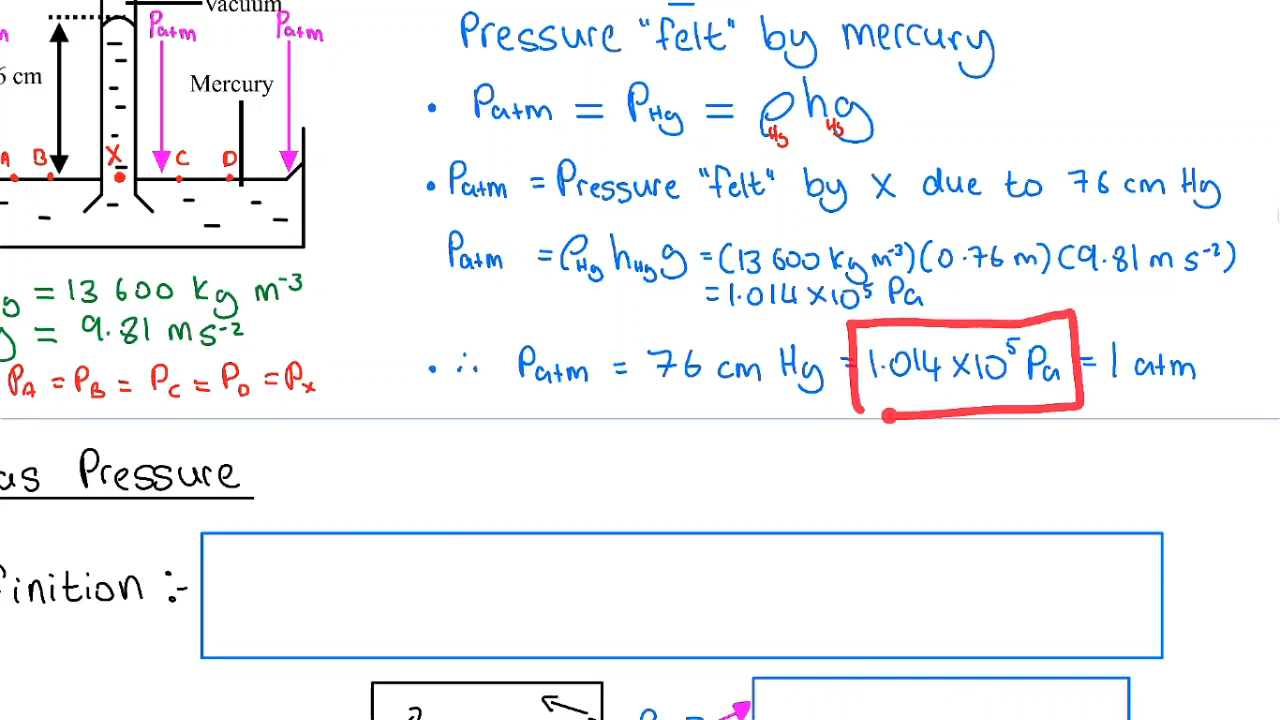 Vacuum
Patm
Patm
6 cm
Mercury
A
B
X
C
D
Pressure "felt" by mercury
• Patm = PHg = ρHg hHg g
• Patm = Pressure "felt" by X due to 76 cm Hg
Patm = ρHg hHg g = (13 600 kg m⁻³)(0.76 m)(9.81 m s⁻²)
= 1.014 × 10⁵ Pa
• ∴ Patm = 76 cm Hg = 1.014 × 10⁵ Pa = 1 atm
g = 13 600 kg m⁻³
g = 9.81 m s⁻²
PA = PB = PC = PD = PX
as Pressure
finition :-